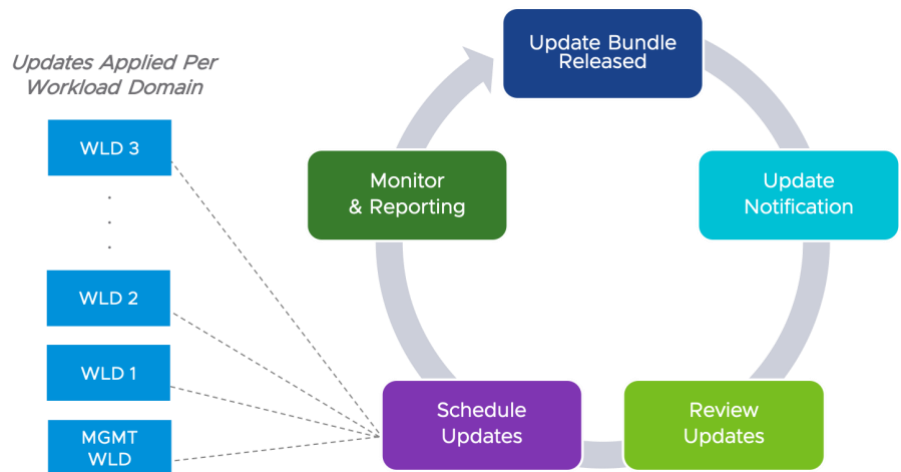 Updates Applied Per
Workload Domain
WLD 3
WLD 2
WLD 1
MGMT
WLD
Update Bundle
Released
Update
Notification
Review
Updates
Schedule
Updates
Monitor
& Reporting